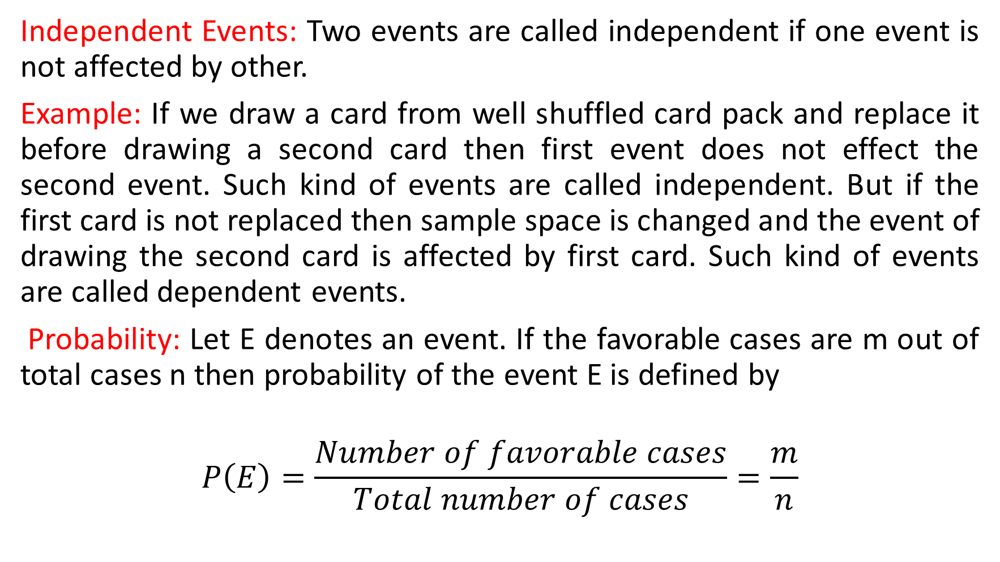 Independent Events: Two events are called independent if one event is
not affected by other.
Example: If we draw a card from well shuffled card pack and replace it
before drawing a second card then first event does not effect the
second event. Such kind of events are called independent. But if the
first card is not replaced then sample space is changed and the event of
drawing the second card is affected by first card. Such kind of events
are called dependent events.
Probability: Let E denotes an event. If the favorable cases are m out of
total cases n then probability of the event E is defined by
P(E) = Number of favorable cases / Total number of cases = m / n